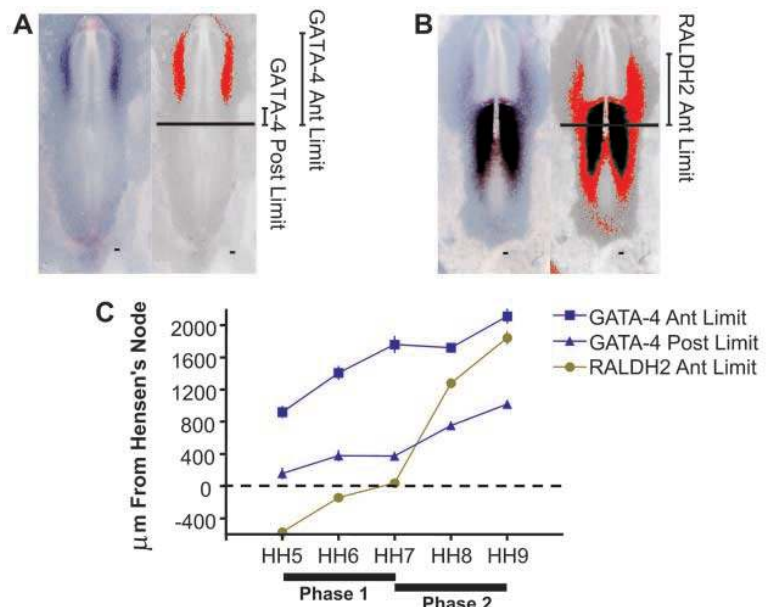 A
GATA-4 Ant Limit
GATA-4 Post Limit
B
RALDH2 Ant Limit
C
μm From Hensen's Node
2000
1600
1200
800
400
0
-400
HH5 HH6 HH7 HH8 HH9
Phase 1
Phase 2
GATA-4 Ant Limit
GATA-4 Post Limit
RALDH2 Ant Limit